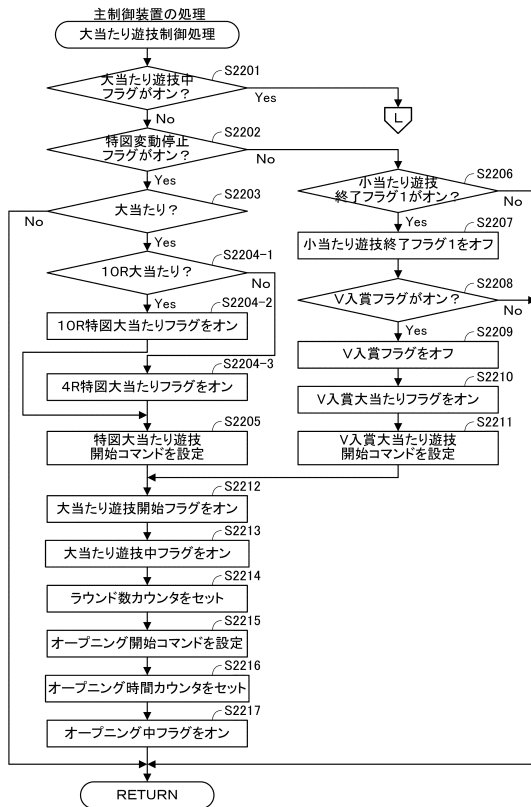 主制御装置の処理
大当たり遊技制御処理
S2201
大当たり遊技中
フラグがオン?
Yes
L
No
S2202
特図変動停止
フラグがオン?
No
Yes
S2206
小当たり遊技
終了フラグ1がオン?
No
S2203
大当たり?
No
Yes
S2207
小当たり遊技終了フラグ1をオフ
S2204-1
10R大当たり?
No
Yes
S2208
V入賞フラグがオン?
No
Yes
S2204-2
10R特図大当たりフラグをオン
S2209
V入賞フラグをオフ
S2204-3
4R特図大当たりフラグをオン
S2210
V入賞大当たりフラグをオン
S2205
特図大当たり遊技
開始コマンドを設定
S2211
V入賞大当たり遊技
開始コマンドを設定
S2212
大当たり遊技開始フラグをオン
S2213
大当たり遊技中フラグをオン
S2214
ラウンド数カウンタをセット
S2215
オープニング開始コマンドを設定
S2216
オープニング時間カウンタをセット
S2217
オープニング中フラグをオン
RETURN